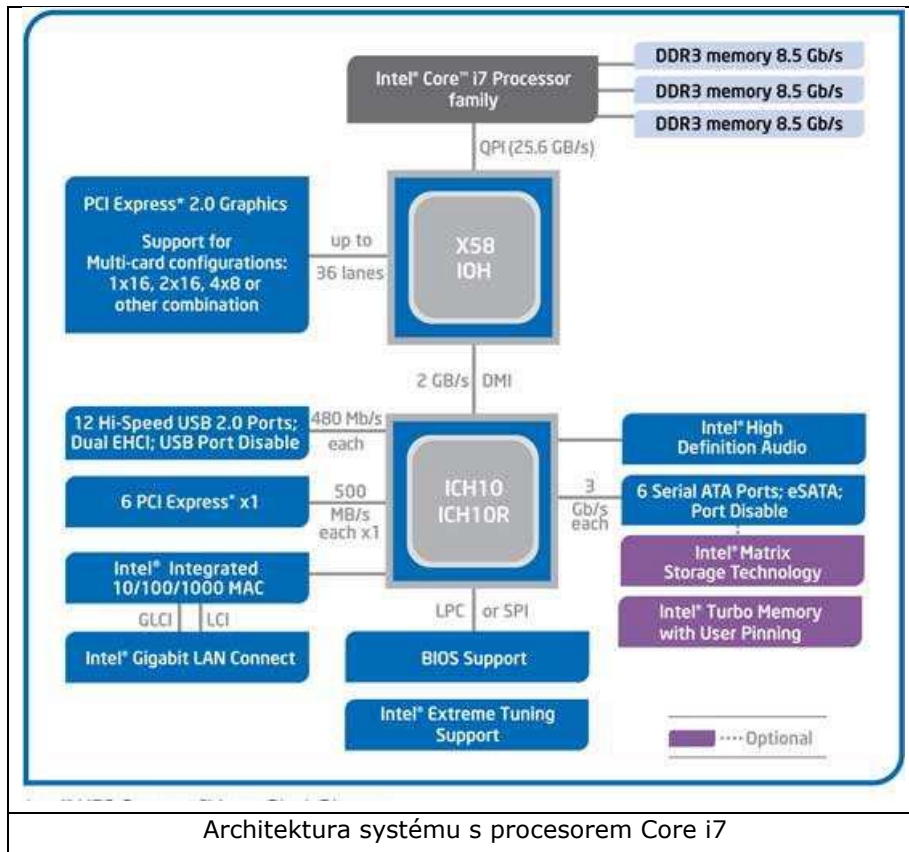 Intel® Core™ i7 Processor
family
DDR3 memory 8.5 Gb/s
DDR3 memory 8.5 Gb/s
DDR3 memory 8.5 Gb/s
QPI (25.6 GB/s)
PCI Express* 2.0 Graphics
Support for
Multi-card configurations:
1x16, 2x16, 4x8 or
other combination
up to
36 lanes
X58
IOH
2 GB/s DMI
12 Hi-Speed USB 2.0 Ports;
Dual EHCI; USB Port Disable
480 Mb/s
each
Intel® High
Definition Audio
6 PCI Express* x1
500
MB/s
each x1
ICH10
ICH10R
3
Gb/s
each
6 Serial ATA Ports; eSATA;
Port Disable
Intel® Integrated
10/100/1000 MAC
Intel® Matrix
Storage Technology
GLCI LCI
LPC or SPI
Intel® Turbo Memory
with User Pinning
Intel® Gigabit LAN Connect
BIOS Support
Intel® Extreme Tuning
Support
Optional
Architektura systému s procesorem Core i7